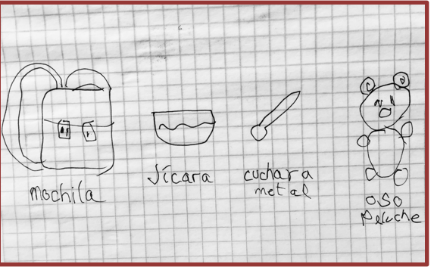 mochila
Jícara
cuchara
metal
oso
peluche